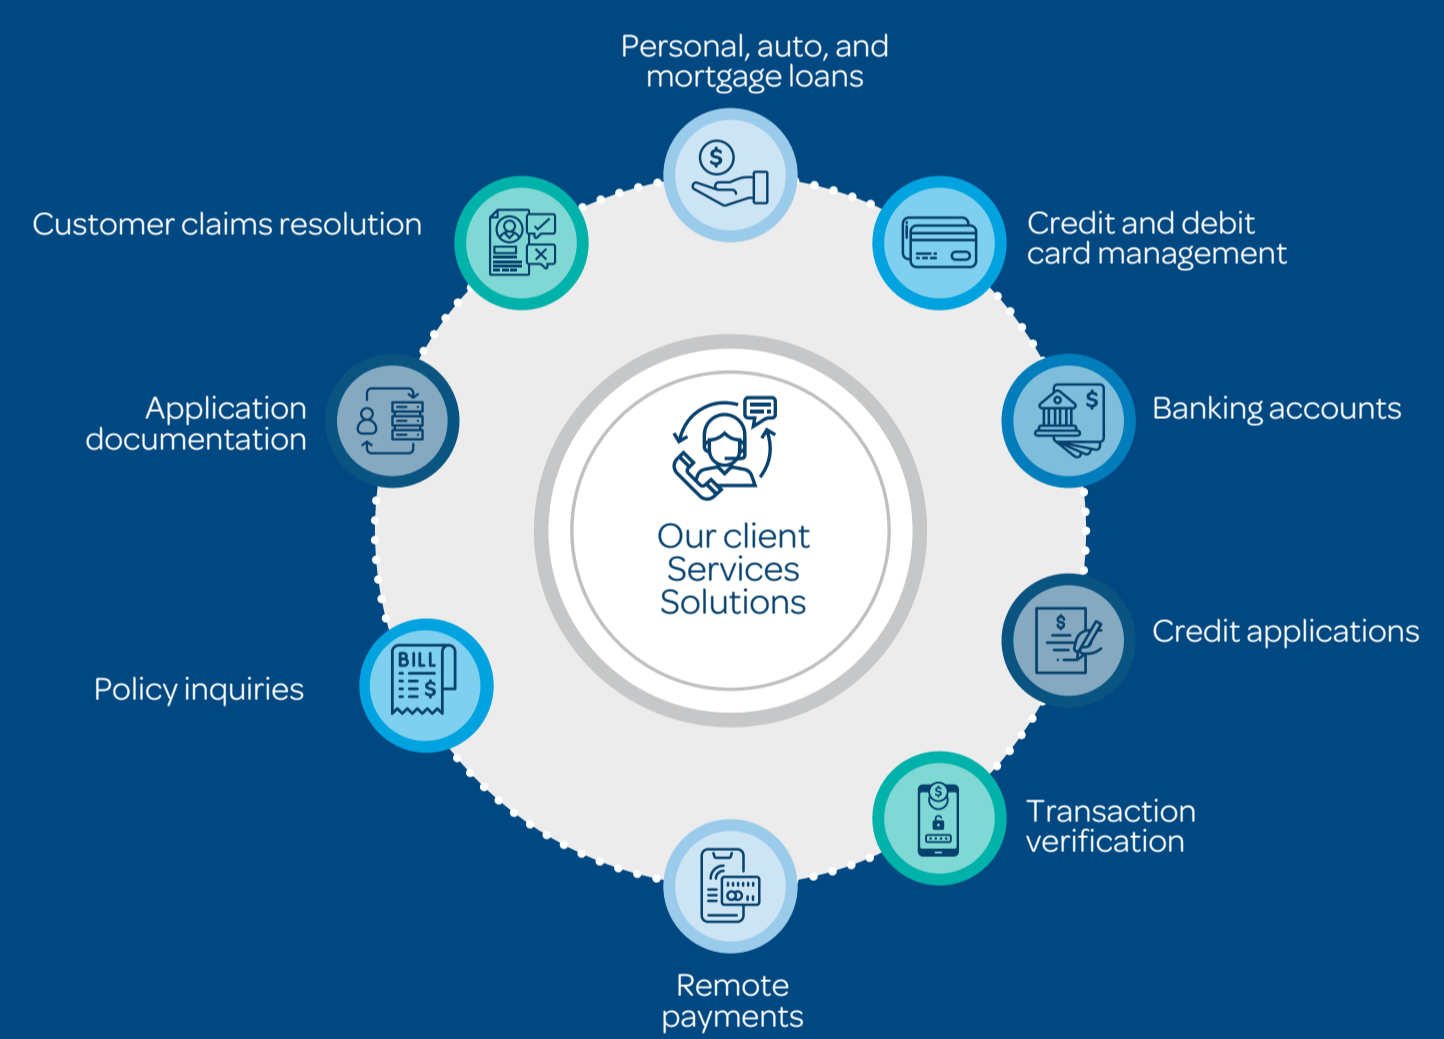 Personal, auto, and
mortgage loans
$
Customer claims resolution
Credit and debit
card management
Application
documentation
$
Banking accounts
Our client
Services
Solutions
$
Credit applications
BILL
$
Policy inquiries
$
Transaction
verification
Remote
payments